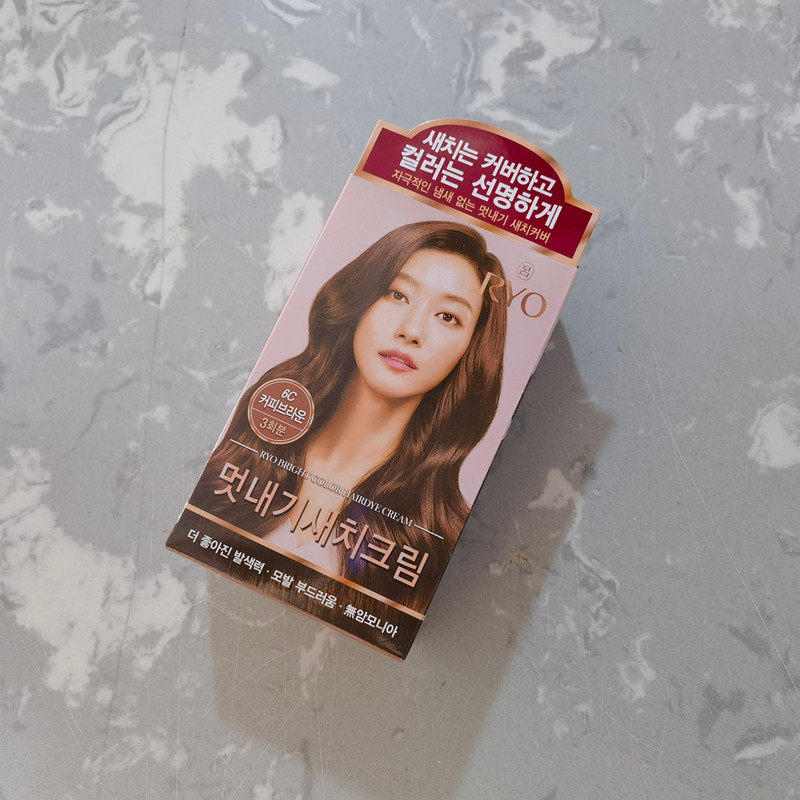 새치는 커버하고
컬러는 선명하게
자극적인 냄새 없는 멋내기 새치커버
呂
RYO
6C
커피브라운
3회분
RYO BRIGHT COLOR HAIRDYE CREAM
멋내기새치크림
더 좋아진 발색력 · 모발 부드러움 · 無암모니아